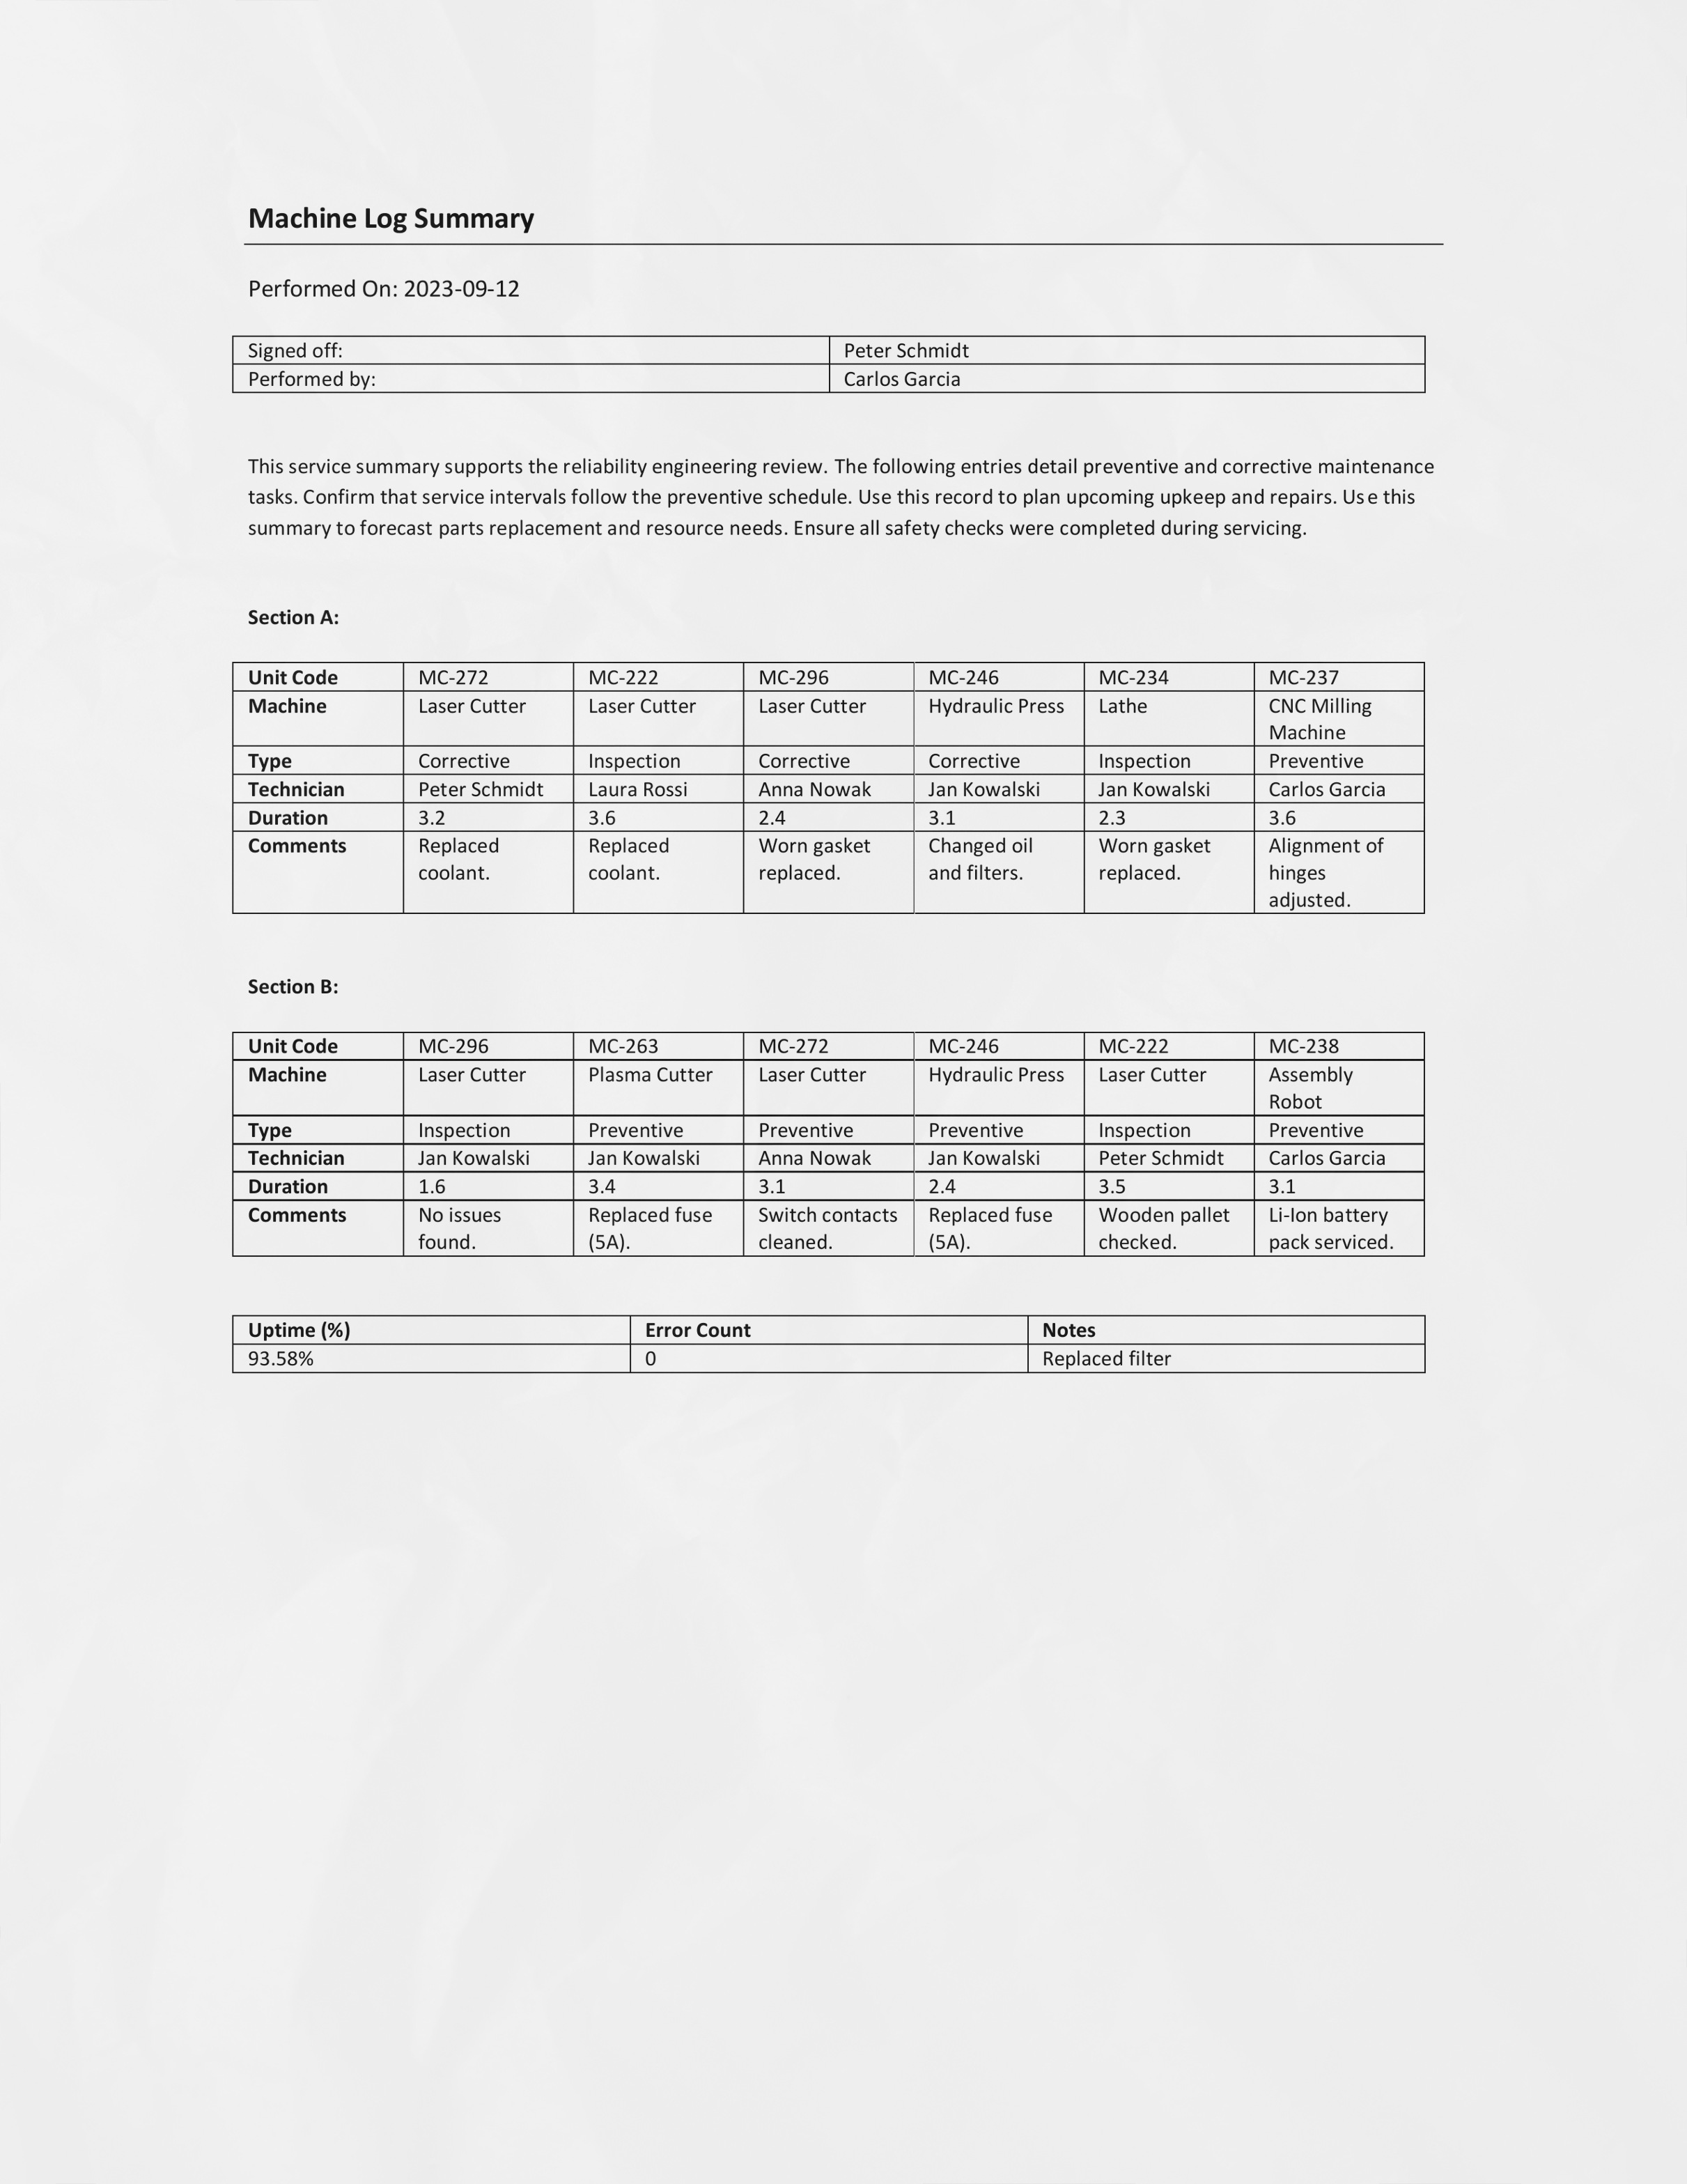 Machine Log Summary
Performed On: 2023-09-12
Signed off: Peter Schmidt
Performed by: Carlos Garcia
This service summary supports the reliability engineering review. The following entries detail preventive and corrective maintenance
tasks. Confirm that service intervals follow the preventive schedule. Use this record to plan upcoming upkeep and repairs. Use this
summary to forecast parts replacement and resource needs. Ensure all safety checks were completed during servicing.
Section A:
Unit Code MC-272 MC-222 MC-296 MC-246 MC-234 MC-237
Machine Laser Cutter Laser Cutter Laser Cutter Hydraulic Press Lathe CNC Milling
Machine
Type Corrective Inspection Corrective Corrective Inspection Preventive
Technician Peter Schmidt Laura Rossi Anna Nowak Jan Kowalski Jan Kowalski Carlos Garcia
Duration 3.2 3.6 2.4 3.1 2.3 3.6
Comments Replaced Replaced Worn gasket Changed oil Worn gasket Alignment of
coolant. coolant. replaced. and filters. replaced. hinges
adjusted.
Section B:
Unit Code MC-296 MC-263 MC-272 MC-246 MC-222 MC-238
Machine Laser Cutter Plasma Cutter Laser Cutter Hydraulic Press Laser Cutter Assembly
Robot
Type Inspection Preventive Preventive Preventive Inspection Preventive
Technician Jan Kowalski Jan Kowalski Anna Nowak Jan Kowalski Peter Schmidt Carlos Garcia
Duration 1.6 3.4 3.1 2.4 3.5 3.1
Comments No issues Replaced fuse Switch contacts Replaced fuse Wooden pallet Li-Ion battery
found. (5A). cleaned. (5A). checked. pack serviced.
Uptime (%) Error Count Notes
93.58% 0 Replaced filter